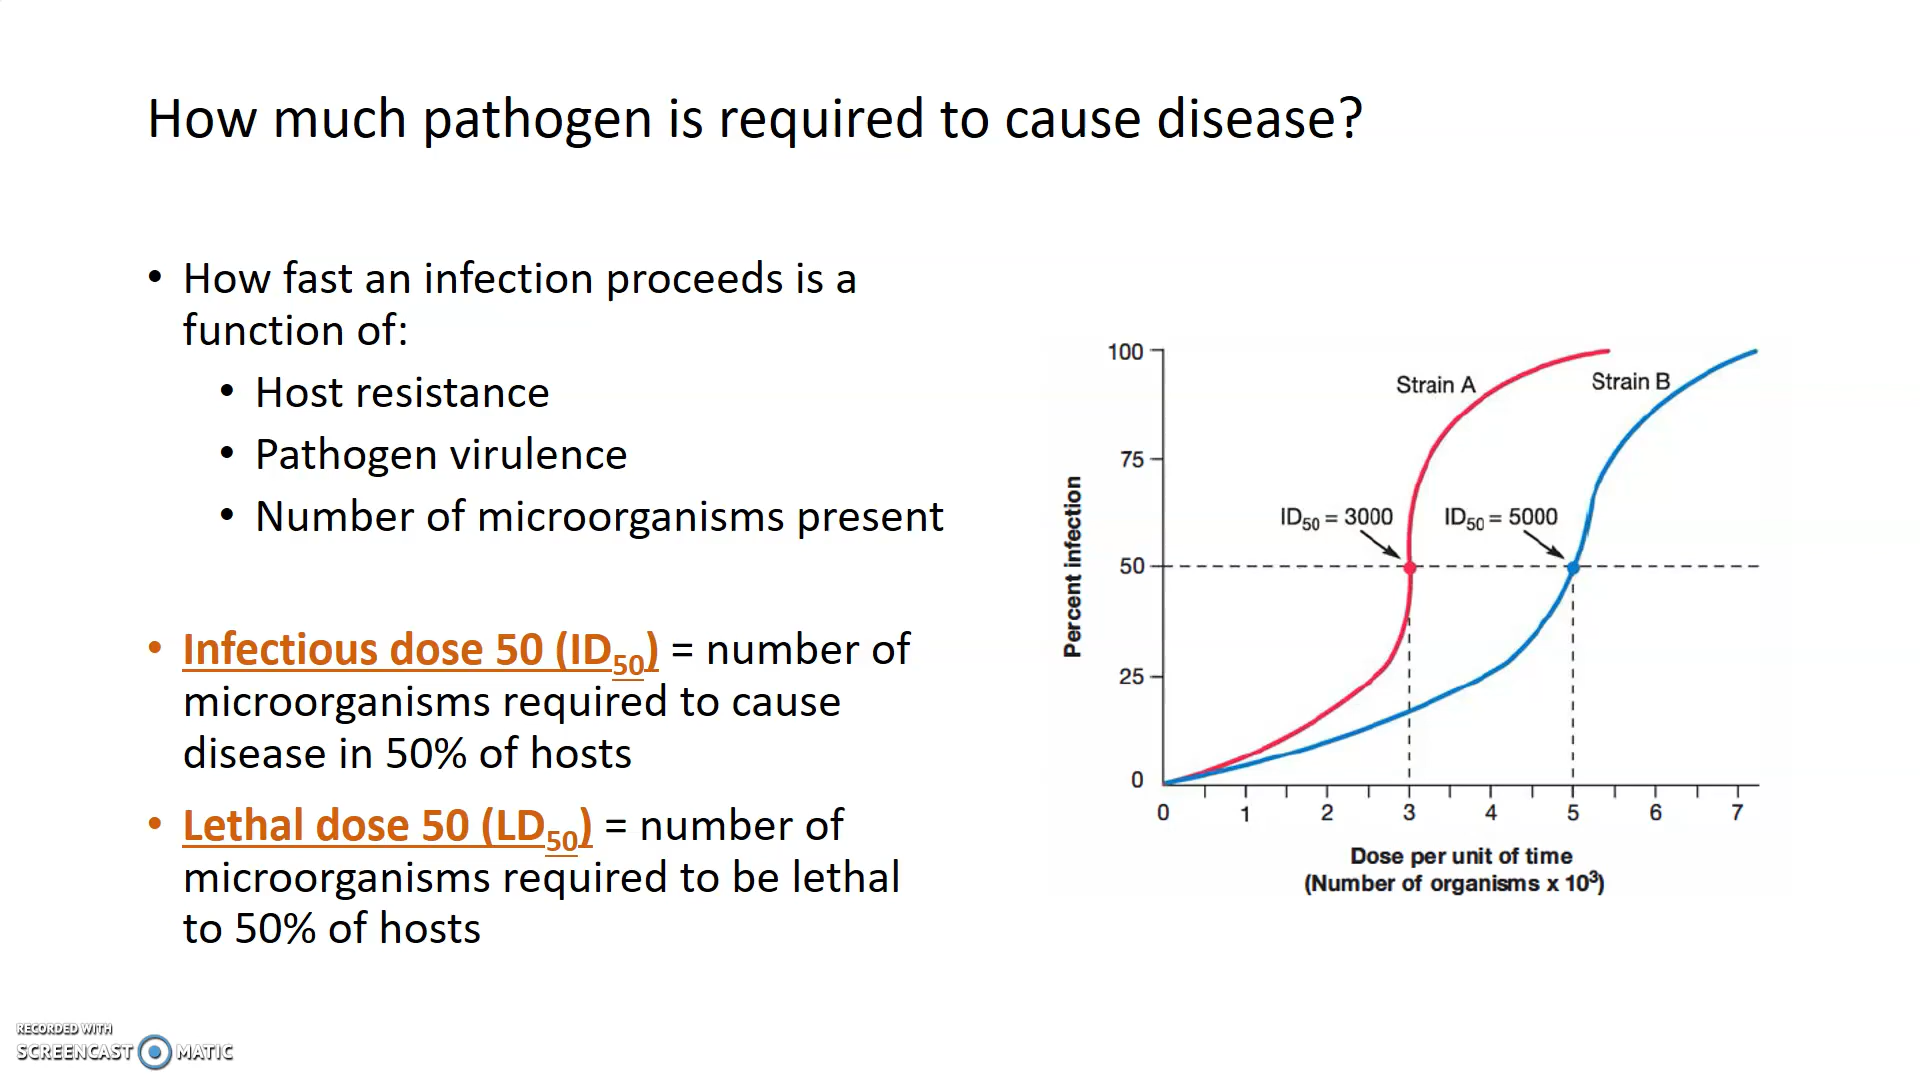 How much pathogen is required to cause disease?
• How fast an infection proceeds is a
function of:
• Host resistance
• Pathogen virulence
• Number of microorganisms present
• Infectious dose 50 (ID50) = number of
microorganisms required to cause
disease in 50% of hosts
• Lethal dose 50 (LD50) = number of
microorganisms required to be lethal
to 50% of hosts
100
75
50
25
0
Percent infection
Strain A
Strain B
ID50 = 3000
ID50 = 5000
0 1 2 3 4 5 6 7
Dose per unit of time
(Number of organisms x 10³)
RECORDED WITH
SCREENCAST MATIC